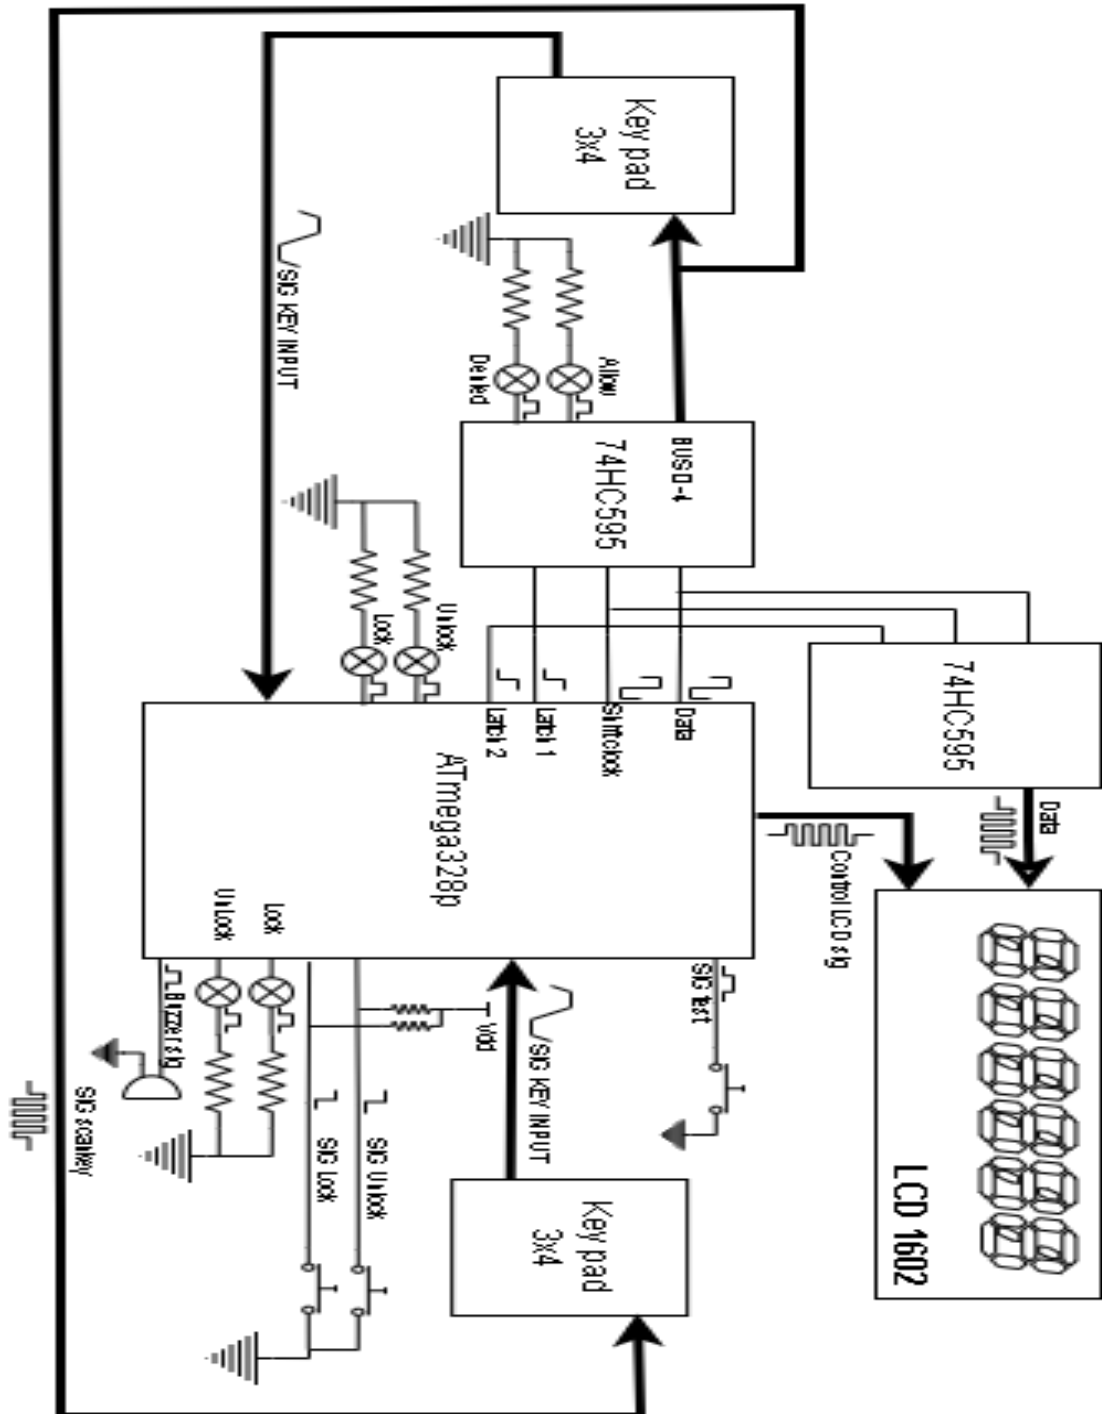 Key pad
3x4
SIG KEY INPUT
Denied
Allow
74HC595
BUS 0-4
Lock
Unlock
Latch 2
Latch 1
Shiftclock
Data
ATmega328p
74HC595
Data
Control LCD sig
LCD 1602
UnLock
Lock
Buzzer sig
SIG scankey
SIG Lock
SIG Unlock
Vdd
SIG KEY INPUT
SIG Test
Key pad
3x4